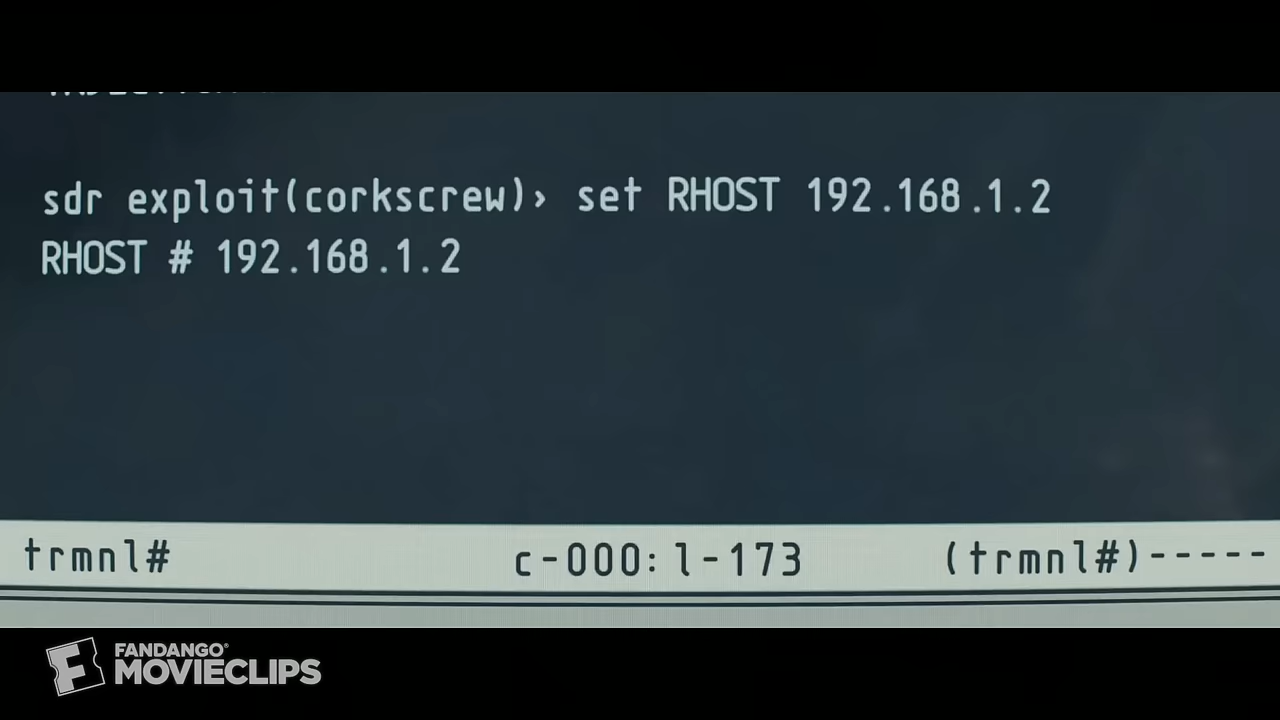 sdr exploit(corkscrew)› set RHOST 192.168.1.2
RHOST # 192.168.1.2
trmnl# c-000:l-173 (trmnl#)-----
FANDANGO®
MOVIECLIPS